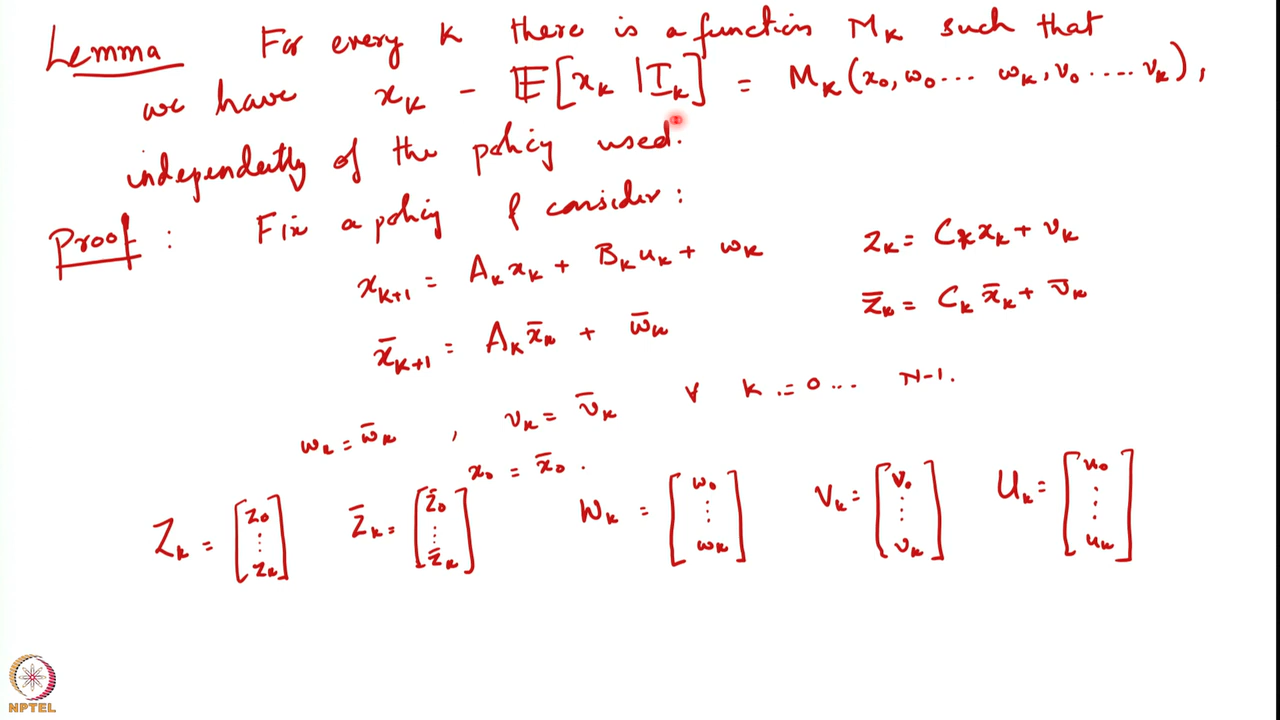 Lemma For every k there is a function M_k such that
we have x_k - 𝔼[x_k | I_k] = M_k(x_0, w_0 ... w_k, v_0 .... v_k),
independently of the policy used.
Proof : Fix a policy & consider :
x_{k+1} = A_k x_k + B_k u_k + w_k z_k = C_k x_k + v_k
x̄_{k+1} = A_k x̄_k + w̄_k z̄_k = C_k x̄_k + v̄_k
w_k = w̄_k , v_k = v̄_k ∀ k = 0 ... N-1.
x_0 = x̄_0 .
Z_k = [z_0 ⋮ z_k] Z̄_k = [z̄_0 ⋮ z̄_k] W_k = [w_0 ⋮ w_k] V_k = [v_0 ⋮ v_k] U_k = [u_0 ⋮ u_k]
NPTEL